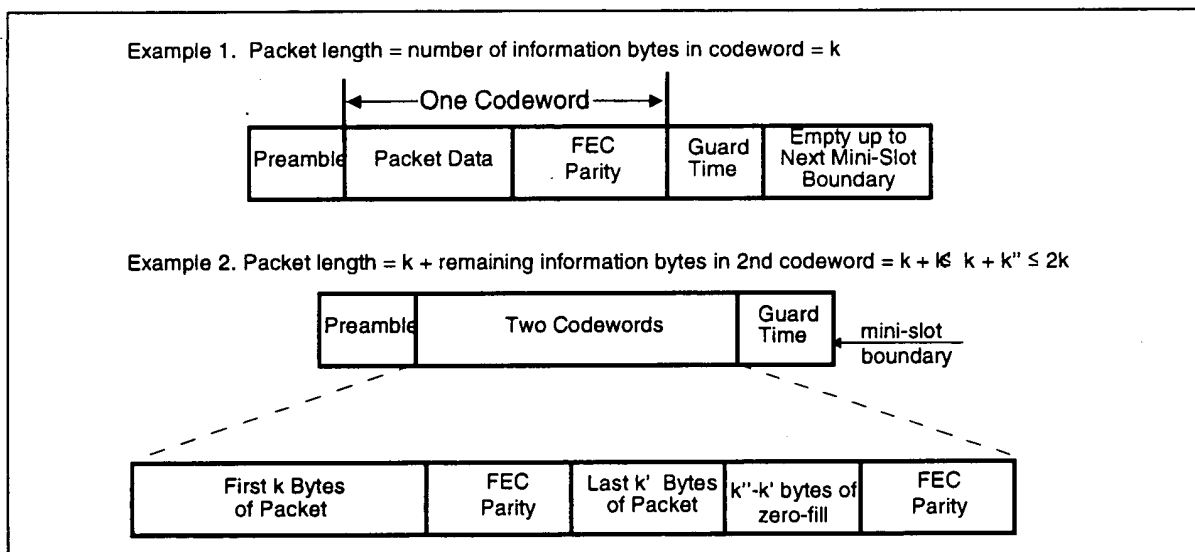 Example 1. Packet length = number of information bytes in codeword = k
One Codeword
Preamble
Packet Data
FEC
Parity
Guard
Time
Empty up to
Next Mini-Slot
Boundary
Example 2. Packet length = k + remaining information bytes in 2nd codeword = k + k + k" ≤ 2k
Preamble
Two Codewords
Guard
Time
mini-slot
boundary
First k Bytes
of Packet
FEC
Parity
Last k' Bytes
of Packet
k"-k' bytes of
zero-fill
FEC
Parity